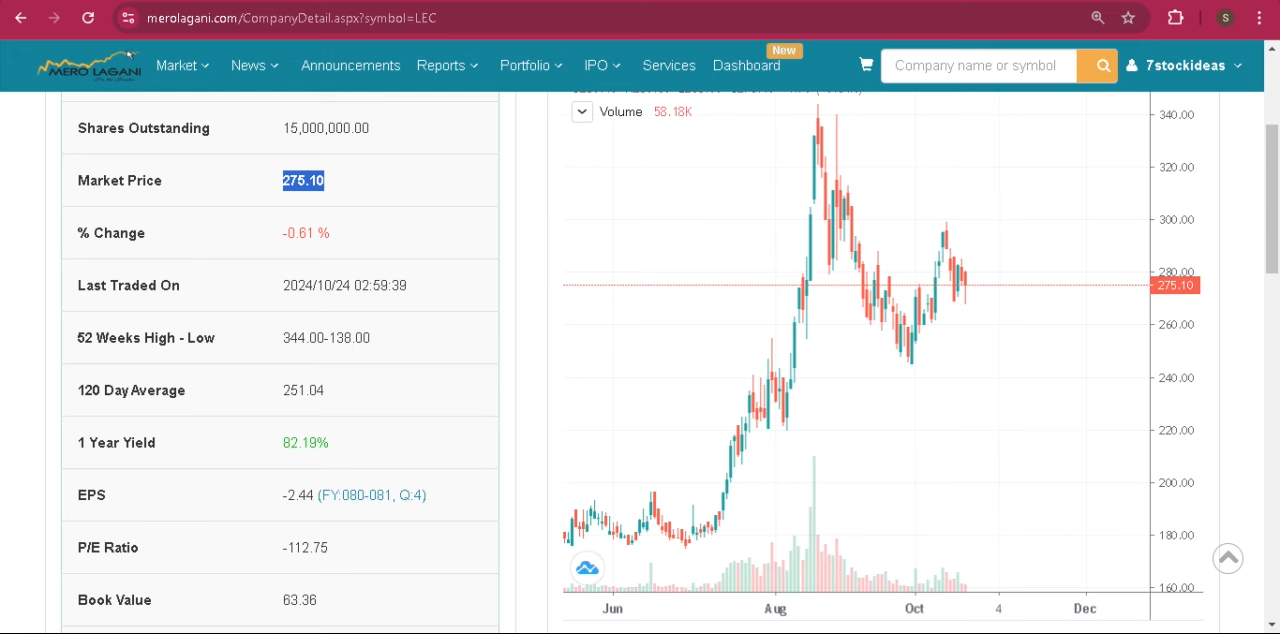 merolagani.com/CompanyDetail.aspx?symbol=LEC
S
MERO LAGANI
Market
News
Announcements
Reports
Portfolio
IPO
Services
New
Dashboard
Company name or symbol
7stockideas
Shares Outstanding 15,000,000.00
Market Price 275.10
% Change -0.61 %
Last Traded On 2024/10/24 02:59:39
52 Weeks High - Low 344.00-138.00
120 Day Average 251.04
1 Year Yield 82.19%
EPS -2.44 (FY:080-081, Q:4)
P/E Ratio -112.75
Book Value 63.36
Volume 58.18K
340.00
320.00
300.00
280.00
275.10
260.00
240.00
220.00
200.00
180.00
160.00
Jun Aug Oct 4 Dec